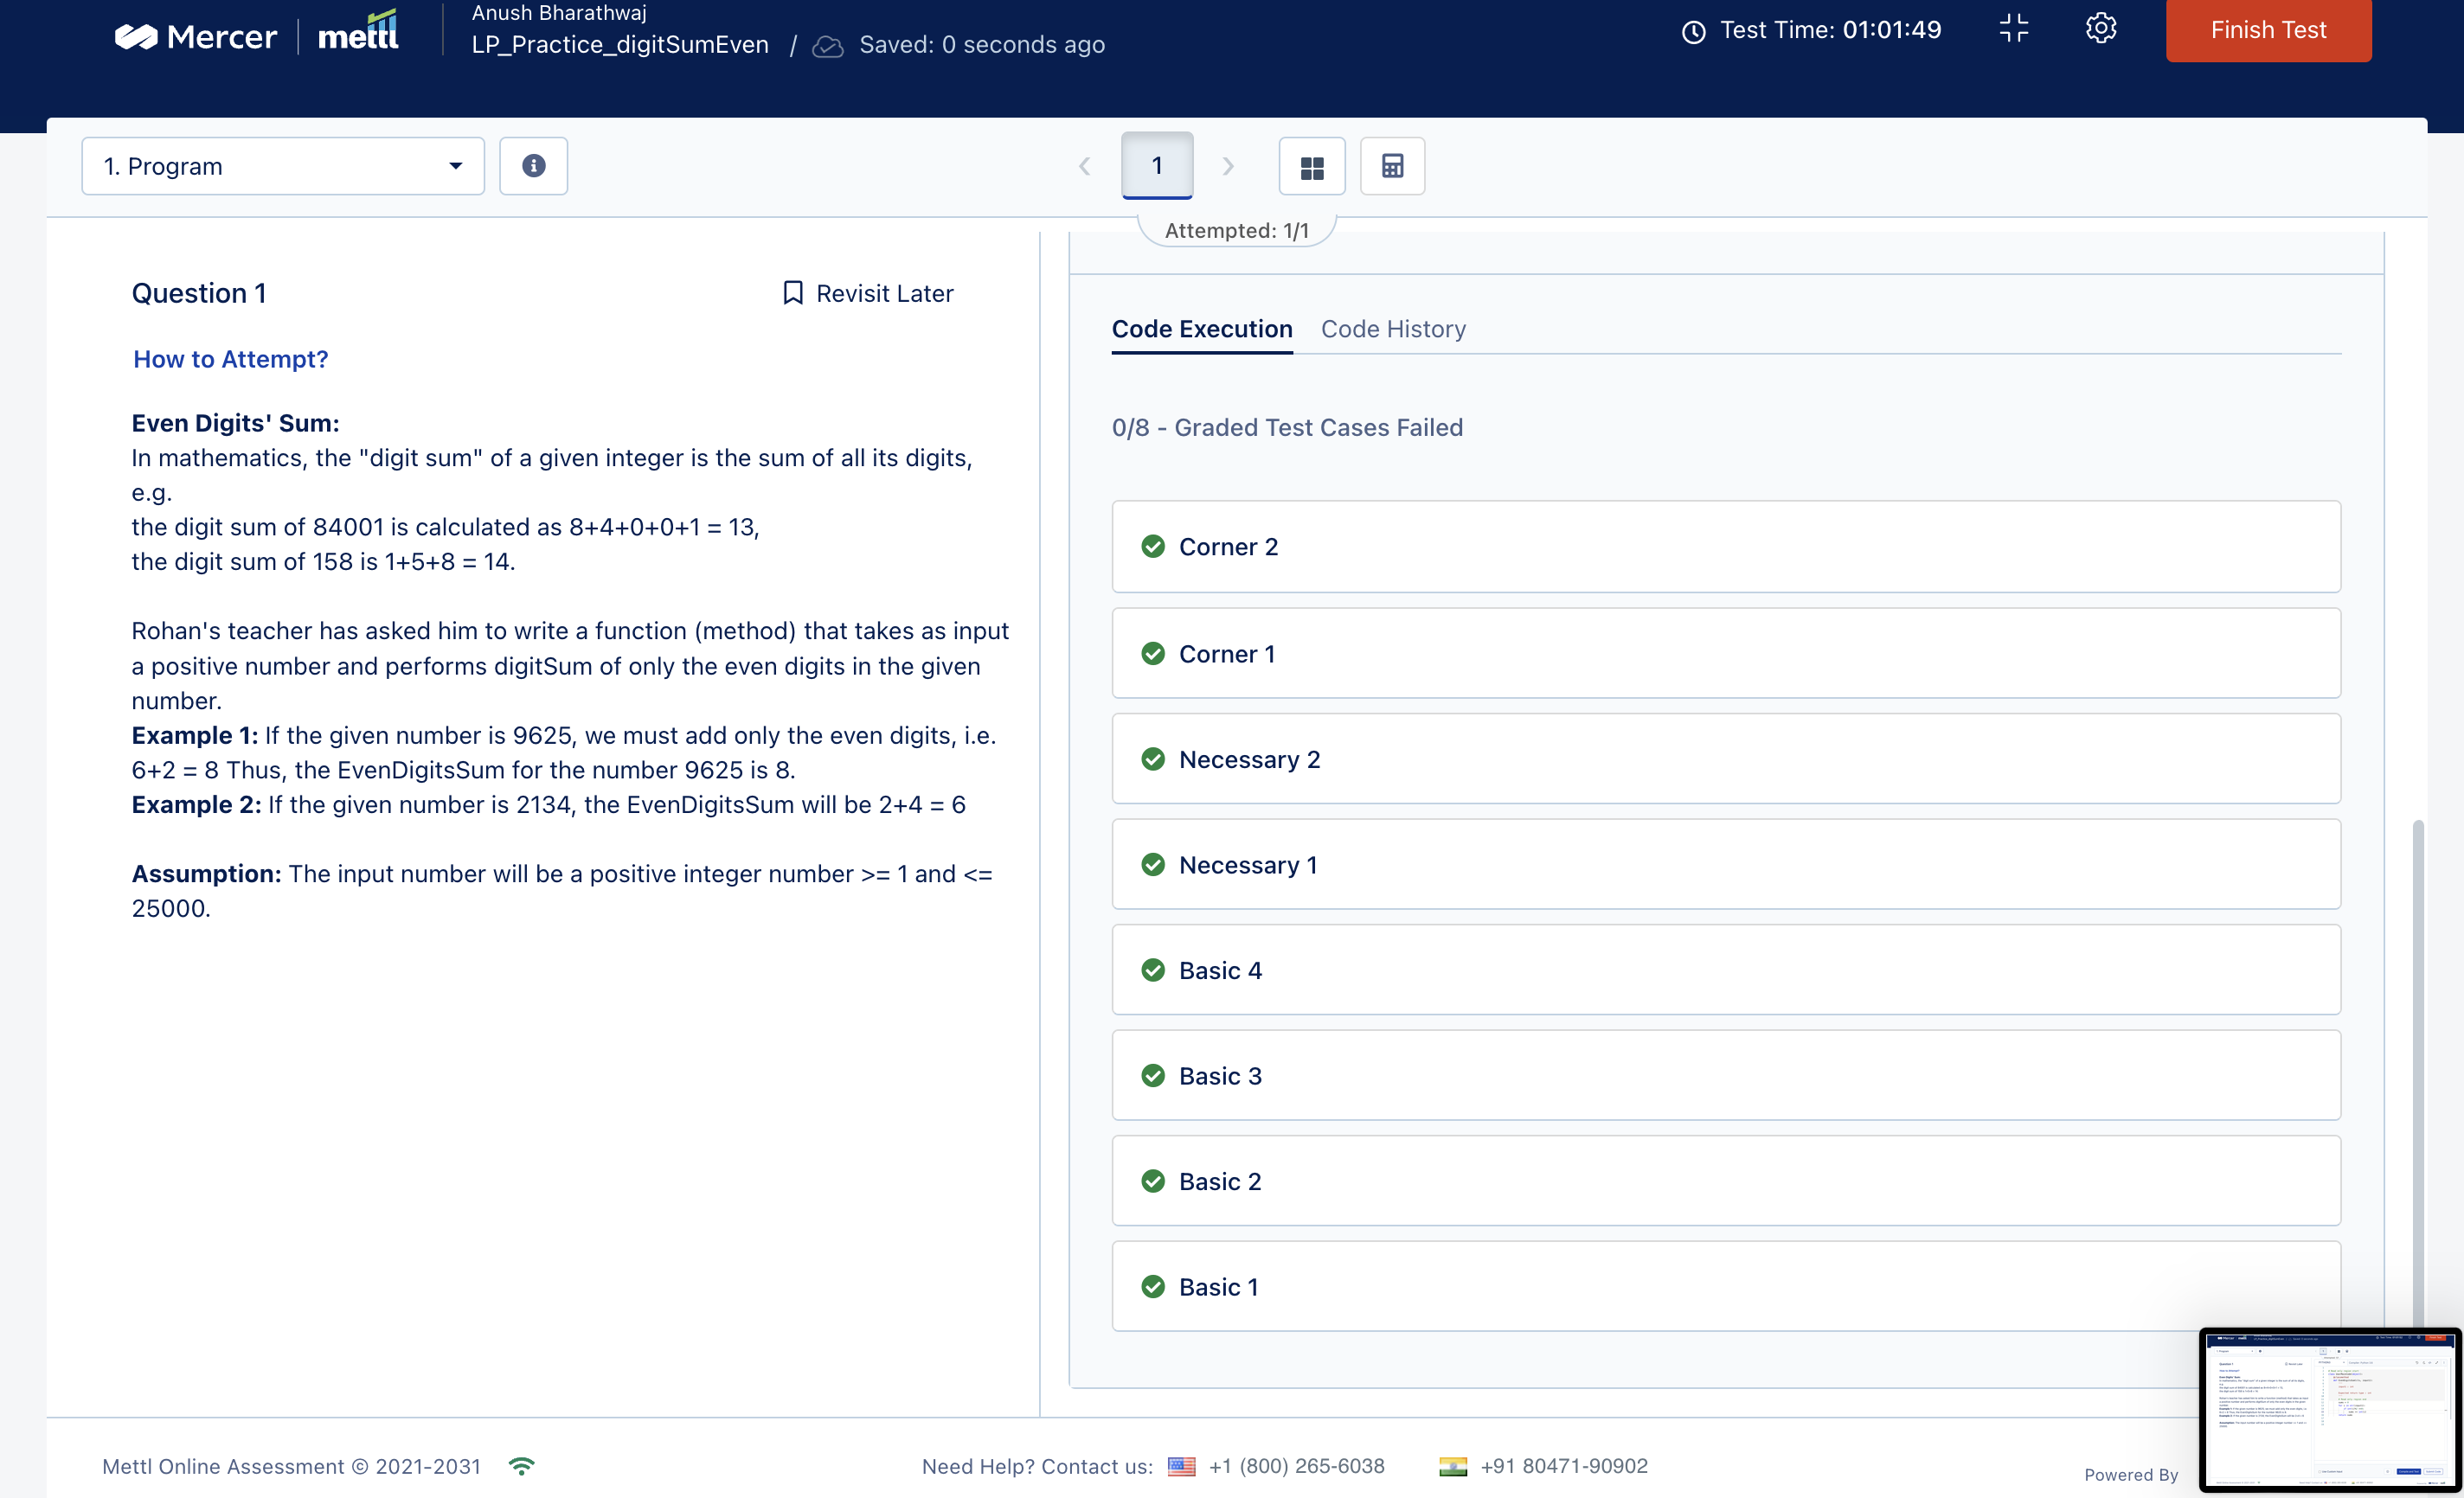 Mercer mettl
Anush Bharathwaj
LP_Practice_digitSumEven / Saved: 0 seconds ago
Test Time: 01:01:49
Finish Test
1. Program
1
Attempted: 1/1
Question 1
Revisit Later
How to Attempt?
Even Digits' Sum:
In mathematics, the "digit sum" of a given integer is the sum of all its digits,
e.g.
the digit sum of 84001 is calculated as 8+4+0+0+1 = 13,
the digit sum of 158 is 1+5+8 = 14.
Rohan's teacher has asked him to write a function (method) that takes as input
a positive number and performs digitSum of only the even digits in the given
number.
Example 1: If the given number is 9625, we must add only the even digits, i.e.
6+2 = 8 Thus, the EvenDigitsSum for the number 9625 is 8.
Example 2: If the given number is 2134, the EvenDigitsSum will be 2+4 = 6
Assumption: The input number will be a positive integer number >= 1 and <=
25000.
Code Execution
Code History
0/8 - Graded Test Cases Failed
Corner 2
Corner 1
Necessary 2
Necessary 1
Basic 4
Basic 3
Basic 2
Basic 1
Mettl Online Assessment © 2021-2031
Need Help? Contact us: +1 (800) 265-6038 +91 80471-90902
Powered By